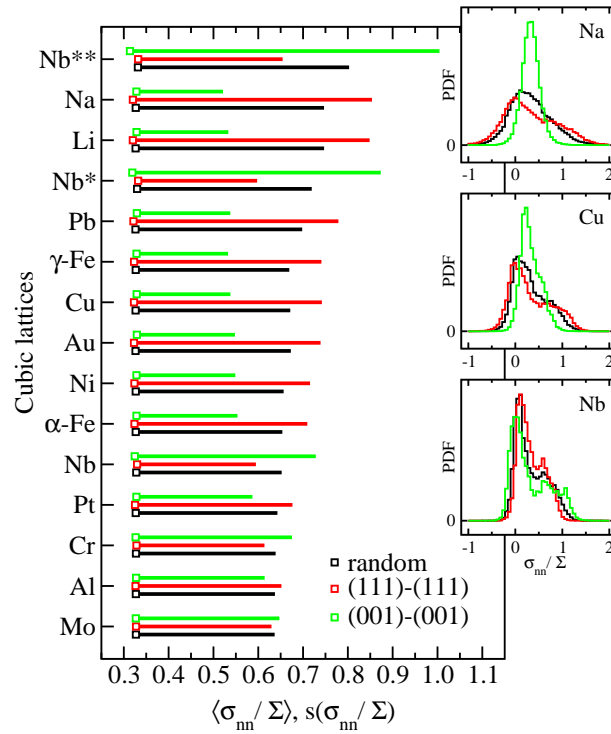 Cubic lattices
Nb**
Na
Li
Nb*
Pb
γ-Fe
Cu
Au
Ni
α-Fe
Nb
Pt
Cr
Al
Mo
random
(111)-(111)
(001)-(001)
0.3 0.4 0.5 0.6 0.7 0.8 0.9 1.0 1.1
⟨σnn/ Σ⟩, s(σnn/ Σ)
Na
PDF
0
-1 0 1 2
Cu
PDF
0
-1 0 1 2
Nb
PDF
0
-1 0 1 2
σnn/ Σ